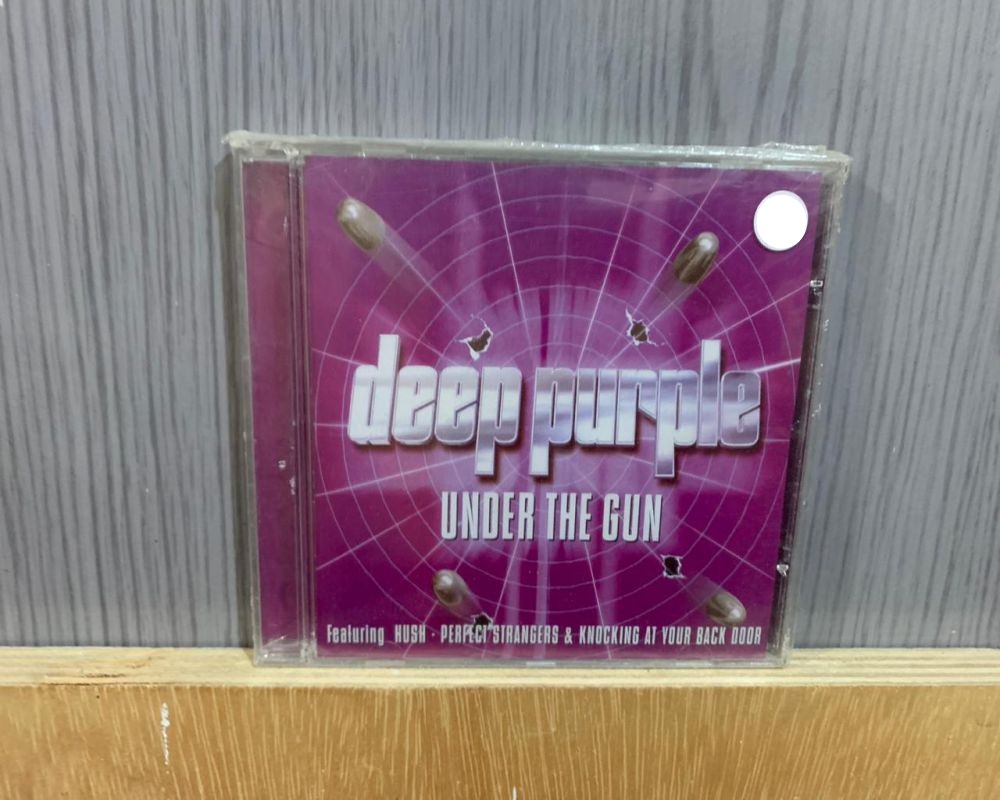 deep purple
UNDER THE GUN
Featuring HUSH · PERFECT STRANGERS & KNOCKING AT YOUR BACK DOOR